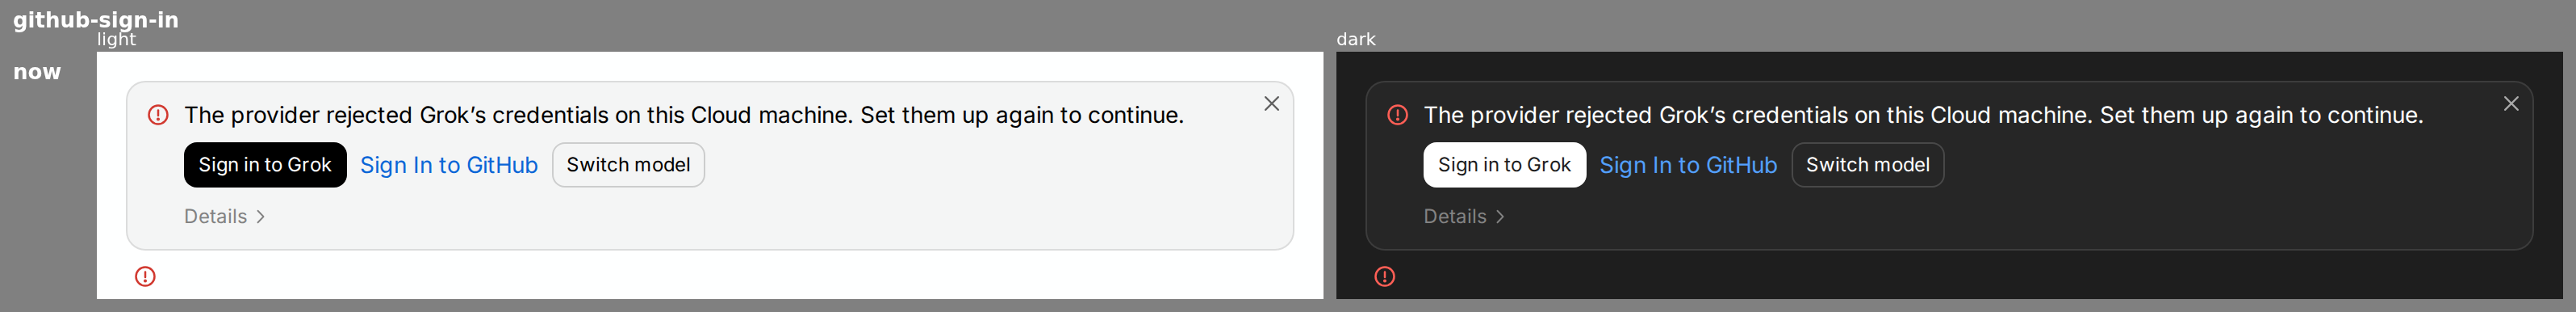 github-sign-in
light
dark
now
The provider rejected Grok’s credentials on this Cloud machine. Set them up again to continue.
Sign in to Grok Sign In to GitHub Switch model
Details
The provider rejected Grok’s credentials on this Cloud machine. Set them up again to continue.
Sign in to Grok Sign In to GitHub Switch model
Details